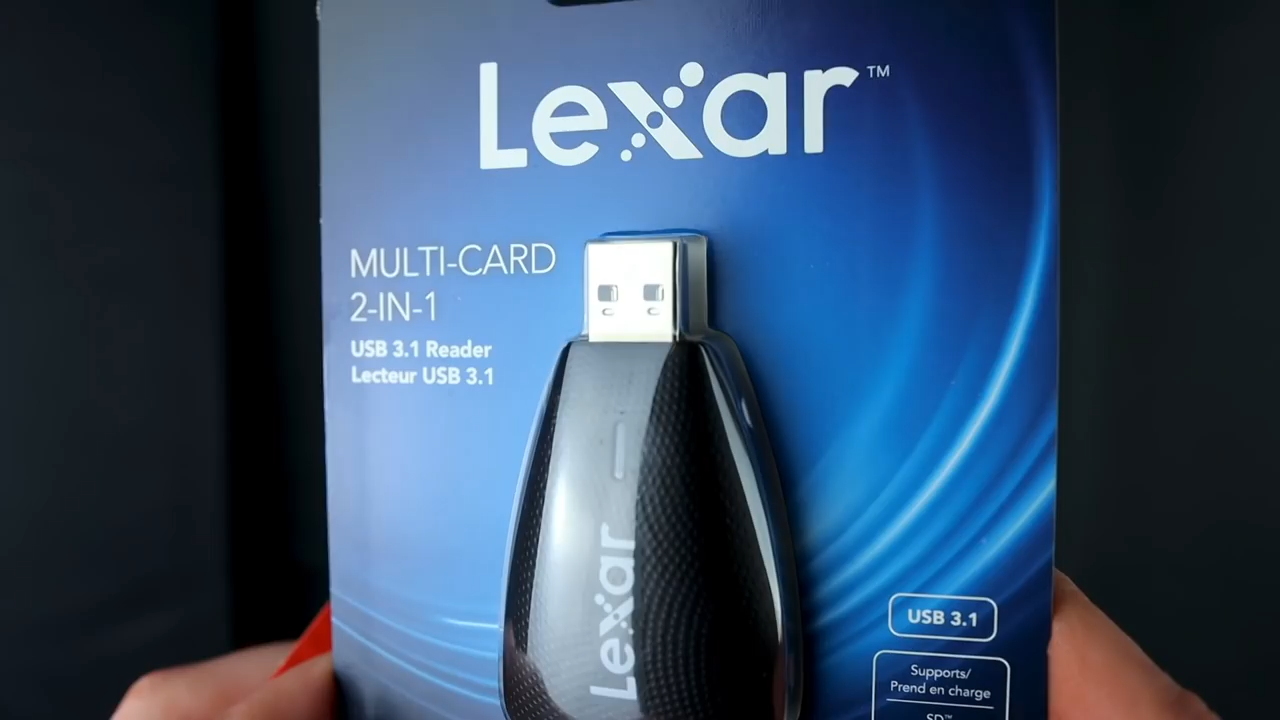 Lexar™
MULTI-CARD
2-IN-1
USB 3.1 Reader
Lecteur USB 3.1
Lexar
USB 3.1
Supports/
Prend en charge
SD™